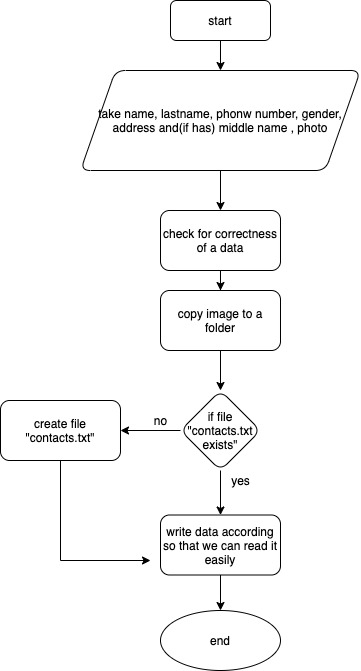 start
take name, lastname, phonw number, gender,
address and(if has) middle name , photo
check for correctness
of a data
copy image to a
folder
if file
"contacts.txt
exists"
no
create file
"contacts.txt"
yes
write data according
so that we can read it
easily
end